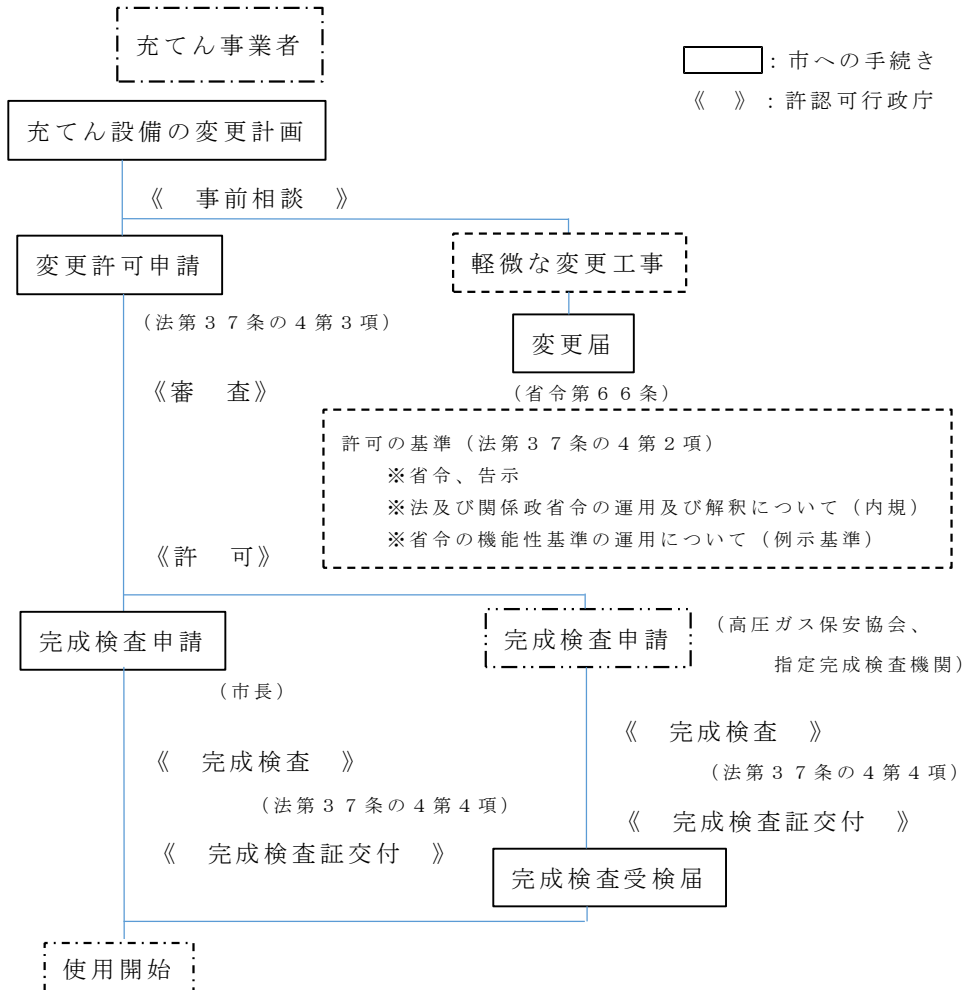 充てん事業者
：市への手続き
《　》：許認可行政庁
充てん設備の変更計画
《　事前相談　》
変更許可申請
軽微な変更工事
（法第３７条の４第３項）
変更届
《審　査》
（省令第６６条）
許可の基準（法第３７条の４第２項）
※省令、告示
※法及び関係政省令の運用及び解釈について（内規）
※省令の機能性基準の運用について（例示基準）
《許　可》
完成検査申請
（市長）
完成検査申請
（高圧ガス保安協会、
指定完成検査機関）
《　完成検査　》
（法第３７条の４第４項）
《　完成検査証交付　》
《　完成検査　》
（法第３７条の４第４項）
《　完成検査証交付　》
完成検査受検届
使用開始